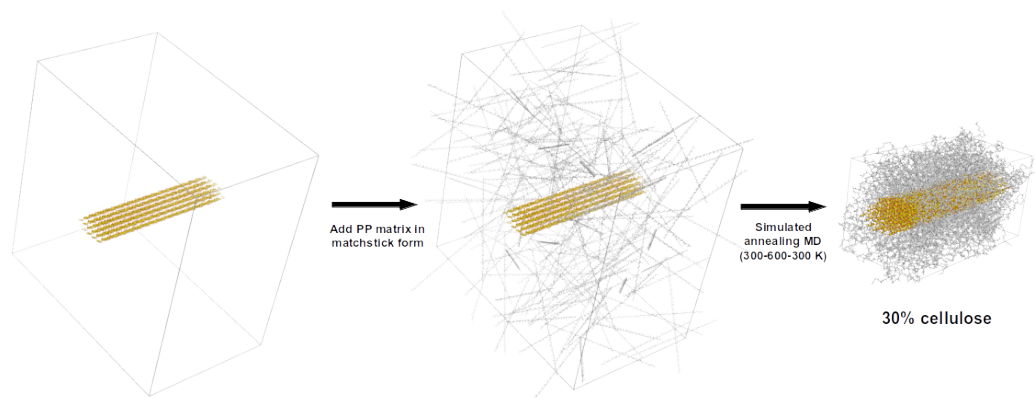 Add PP matrix in
matchstick form
Simulated
annealing MD
(300-600-300 K)
30% cellulose